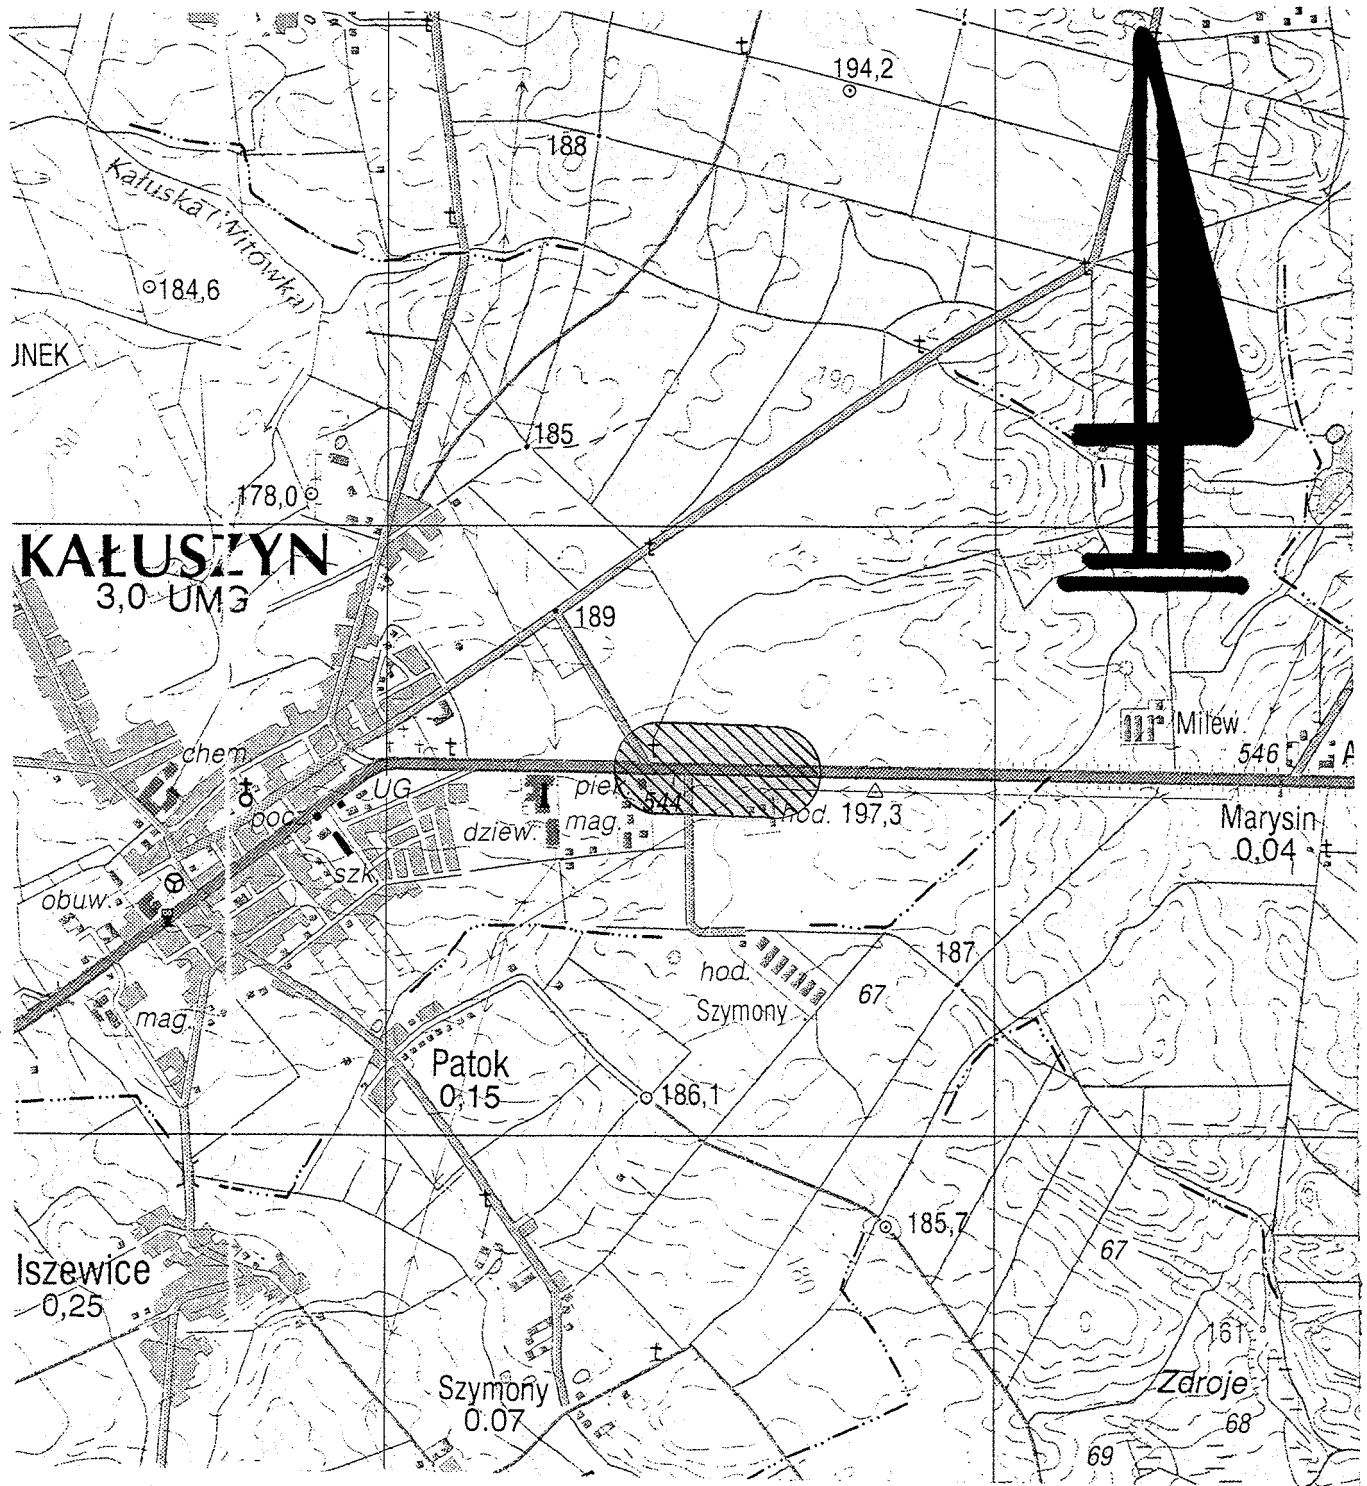 194,2
188
Kałuska (Witówka)
184,6
JNEK
190
185
178,0
KAŁUSZYN
3,0 UMG
189
Milew.
546
A
chem.
UG
piek.
544
hod. 197,3
pocz.
dziew.
mag.
Marysin
0,04
szk.
obuw.
187
hod.
67
Szymony
mag.
Patok
0,15
186,1
185,7
67
Iszewice
0,25
180
161
Szymony
0.07
Zdroje
68
69